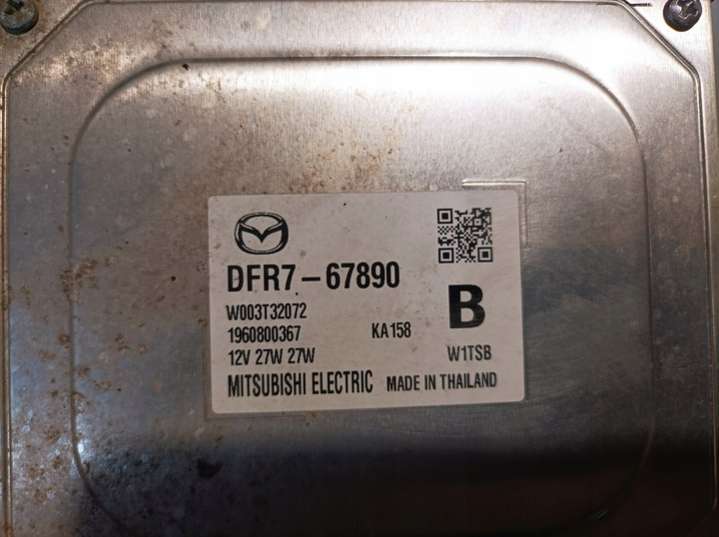 DFR7-67890
W003T32072
1960800367 KA158 B
12V 27W 27W W1TSB
MITSUBISHI ELECTRIC MADE IN THAILAND